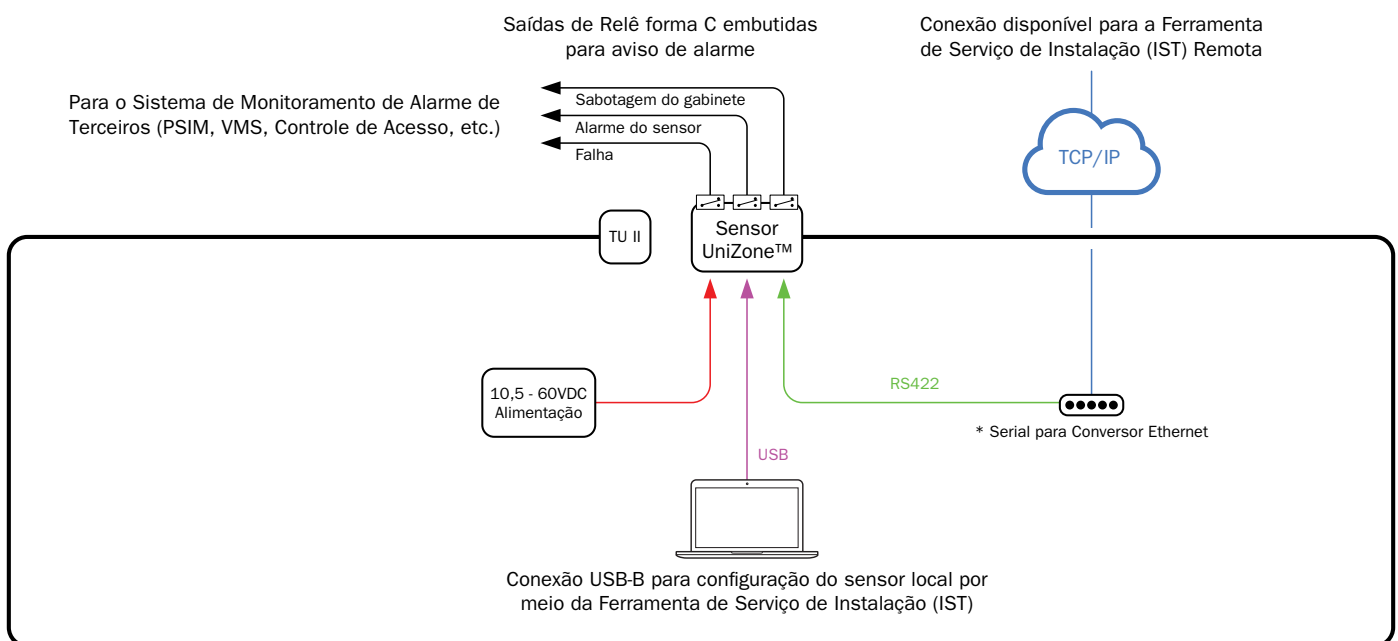 Saídas de Relê forma C embutidas
para aviso de alarme
Conexão disponível para a Ferramenta
de Serviço de Instalação (IST) Remota
Para o Sistema de Monitoramento de Alarme de
Terceiros (PSIM, VMS, Controle de Acesso, etc.)
Sabotagem do gabinete
Alarme do sensor
Falha
TCP/IP
TU II
Sensor
UniZone™
10,5 - 60VDC
Alimentação
RS422
* Serial para Conversor Ethernet
USB
Conexão USB-B para configuração do sensor local por
meio da Ferramenta de Serviço de Instalação (IST)